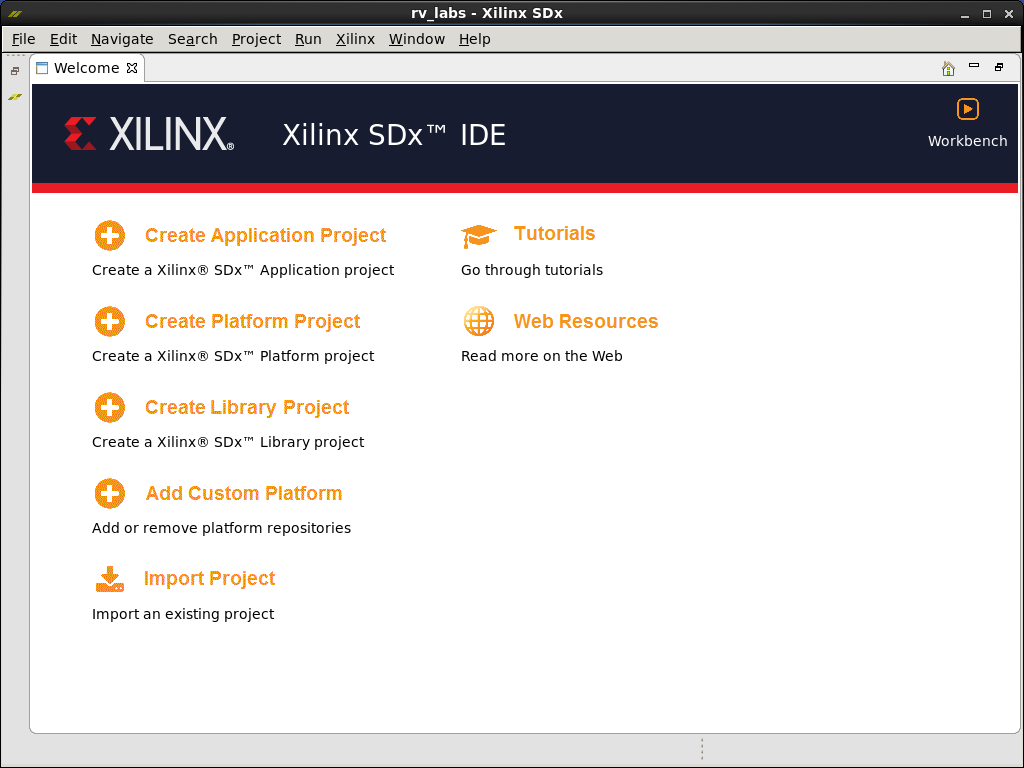 rv_labs - Xilinx SDx
File Edit Navigate Search Project Run Xilinx Window Help
Welcome
XILINX®
Xilinx SDx™ IDE
Workbench
Create Application Project
Create a Xilinx® SDx™ Application project
Create Platform Project
Create a Xilinx® SDx™ Platform project
Create Library Project
Create a Xilinx® SDx™ Library project
Add Custom Platform
Add or remove platform repositories
Import Project
Import an existing project
Tutorials
Go through tutorials
Web Resources
Read more on the Web